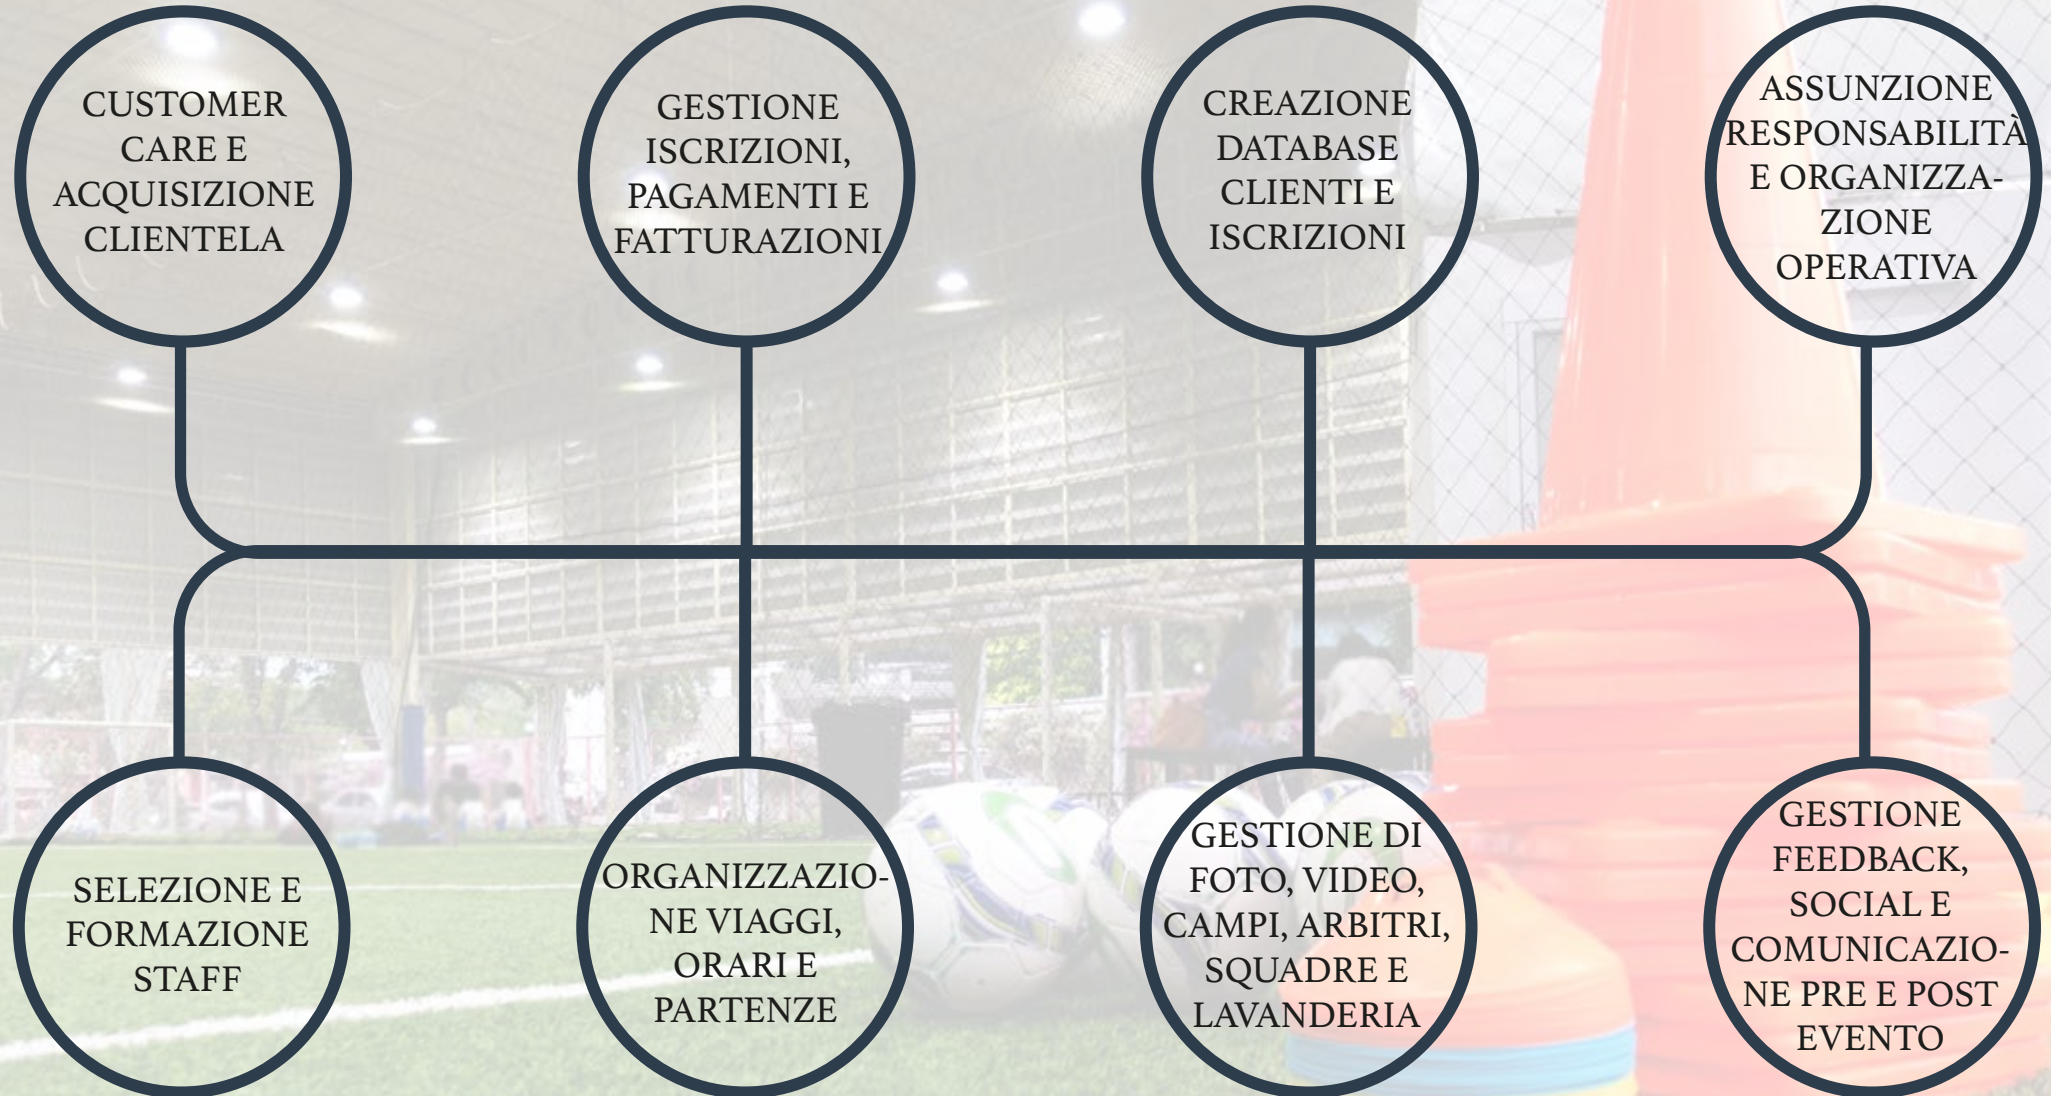 CUSTOMER
CARE E
ACQUISIZIONE
CLIENTELA
GESTIONE
ISCRIZIONI,
PAGAMENTI E
FATTURAZIONI
CREAZIONE
DATABASE
CLIENTI E
ISCRIZIONI
ASSUNZIONE
RESPONSABILITÀ
E ORGANIZZA-
ZIONE
OPERATIVA
SELEZIONE E
FORMAZIONE
STAFF
ORGANIZZAZIO-
NE VIAGGI,
ORARI E
PARTENZE
GESTIONE DI
FOTO, VIDEO,
CAMPI, ARBITRI,
SQUADRE E
LAVANDERIA
GESTIONE
FEEDBACK,
SOCIAL E
COMUNICAZIO-
NE PRE E POST
EVENTO